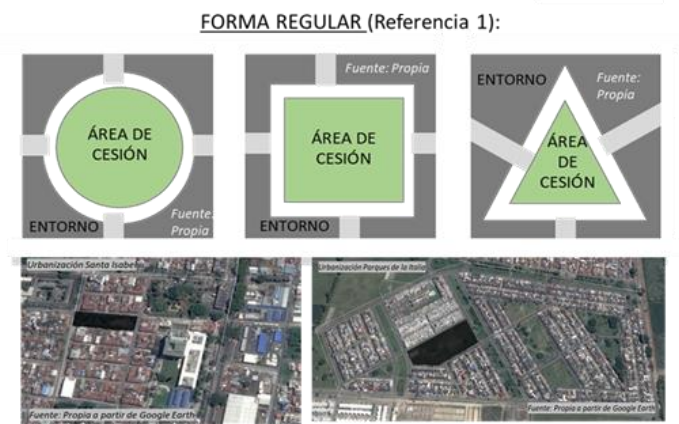 FORMA REGULAR (Referencia 1):
ÁREA DE
CESIÓN
ENTORNO
Fuente:
Propia
Fuente: Propia
ÁREA DE
CESIÓN
ENTORNO
ENTORNO
Fuente:
Propia
ÁREA
DE
CESIÓN
Urbanización Santa Isabel
Fuente: Propia a partir de Google Earth
Urbanización Parques de la Italia
Fuente: Propia a partir de Google Earth